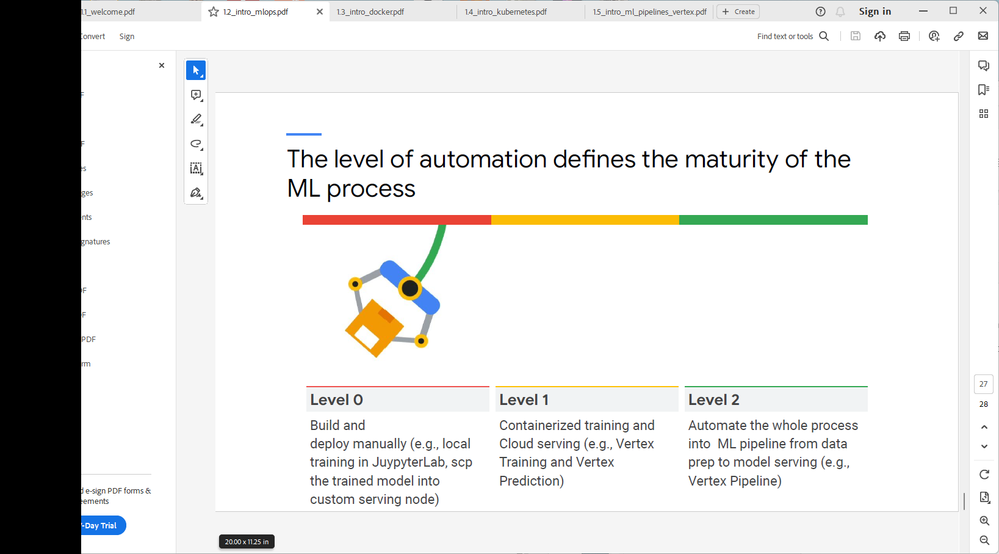 1.1_welcome.pdf
1.2_intro_mlops.pdf
1.3_intro_docker.pdf
1.4_intro_kubernetes.pdf
1.5_intro_ml_pipelines_vertex.pdf
Create
Sign in
onvert
Sign
Find text or tools
F
F
es
ges
nts
gnatures
DF
F
PDF
rm
d e-sign PDF forms &
eements
-Day Trial
The level of automation defines the maturity of the
ML process
Level 0
Build and
deploy manually (e.g., local
training in JuypyterLab, scp
the trained model into
custom serving node)
Level 1
Containerized training and
Cloud serving (e.g., Vertex
Training and Vertex
Prediction)
Level 2
Automate the whole process
into ML pipeline from data
prep to model serving (e.g.,
Vertex Pipeline)
27
28
20.00 x 11.25 in